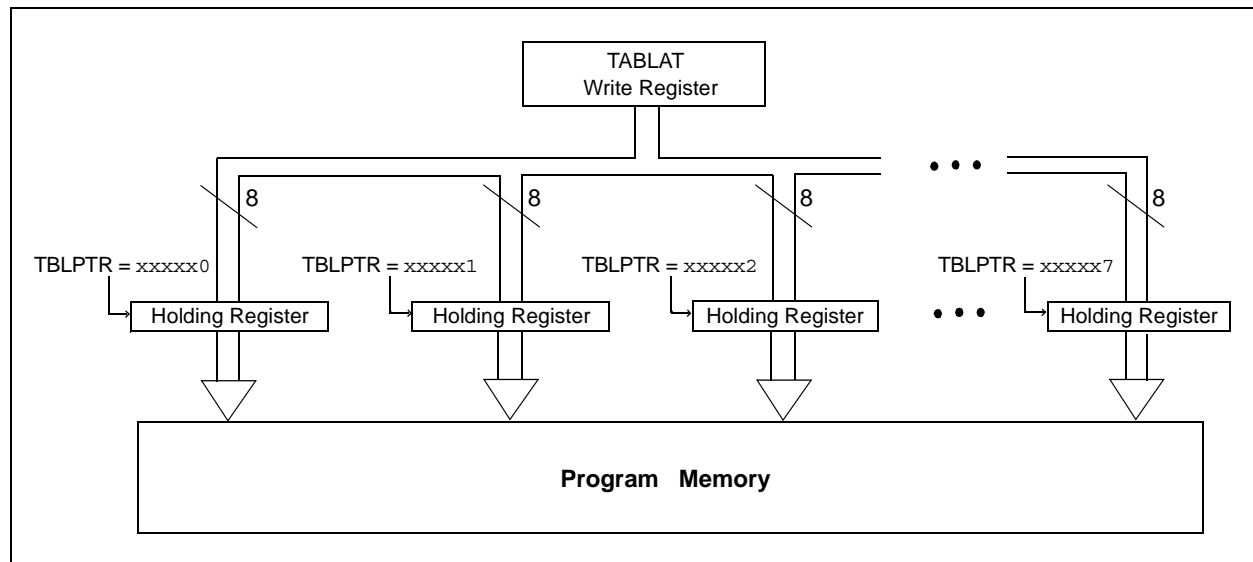 TABLAT
Write Register
8
8
8
8
TBLPTR = xxxxx0
TBLPTR = xxxxx1
TBLPTR = xxxxx2
TBLPTR = xxxxx7
Holding Register
Holding Register
Holding Register
Holding Register
Program Memory